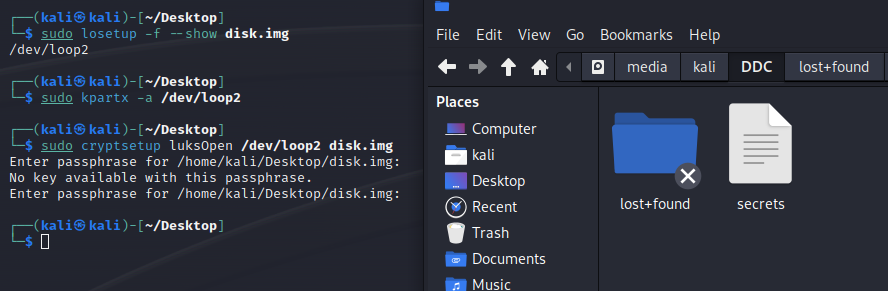 ┌──(kali㉿kali)-[~/Desktop]
└─$ sudo losetup -f --show disk.img
/dev/loop2
┌──(kali㉿kali)-[~/Desktop]
└─$ sudo kpartx -a /dev/loop2
┌──(kali㉿kali)-[~/Desktop]
└─$ sudo cryptsetup luksOpen /dev/loop2 disk.img
Enter passphrase for /home/kali/Desktop/disk.img:
No key available with this passphrase.
Enter passphrase for /home/kali/Desktop/disk.img:
┌──(kali㉿kali)-[~/Desktop]
└─$
File Edit View Go Bookmarks Help
media kali DDC lost+found
Places
Computer
kali
Desktop
Recent
Trash
Documents
Music
lost+found
secrets